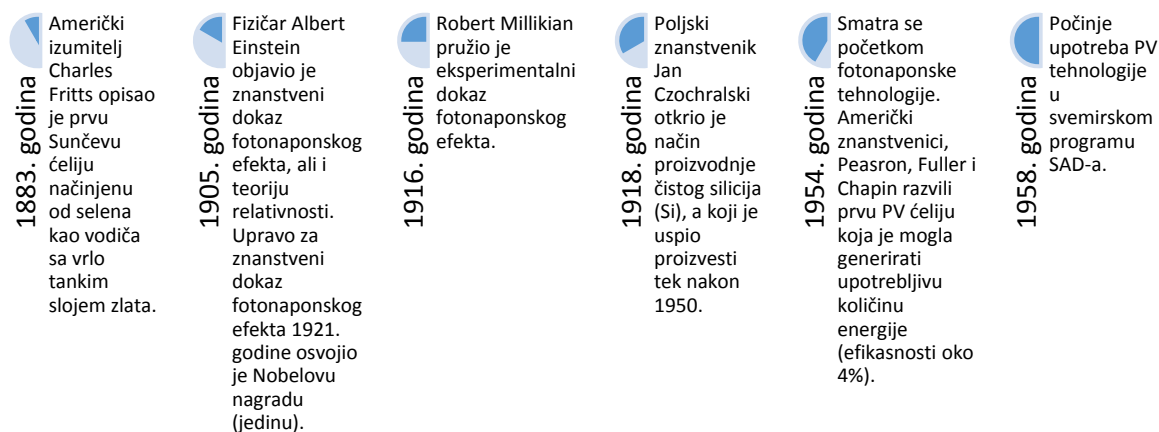 1883. godina
Američki
izumitelj
Charles
Fritts opisao
je prvu
Sunčevu
ćeliju
načinjenu
od selena
kao vodiča
sa vrlo
tankim
slojem zlata.
1905. godina
Fizičar Albert
Einstein
objavio je
znanstveni
dokaz
fotonaponskog
efekta, ali i
teoriju
relativnosti.
Upravo za
znanstveni
dokaz
fotonaponskog
efekta 1921.
godine osvojio
je Nobelovu
nagradu
(jedinu).
1916. godina
Robert Millikian
pružio je
eksperimentalni
dokaz
fotonaponskog
efekta.
1918. godina
Poljski
znanstvenik
Jan
Czochralski
otkrio je
način
proizvodnje
čistog silicija
(Si), a koji je
uspio
proizvesti
tek nakon
1950.
1954. godina
Smatra se
početkom
fotonaponske
tehnologije.
Američki
znanstvenici,
Peasron, Fuller i
Chapin razvili
prvu PV ćeliju
koja je mogla
generirati
upotrebljivu
količinu
energije
(efikasnosti oko
4%).
1958. godina
Počinje
upotreba PV
tehnologije
u
svemirskom
programu
SAD-a.